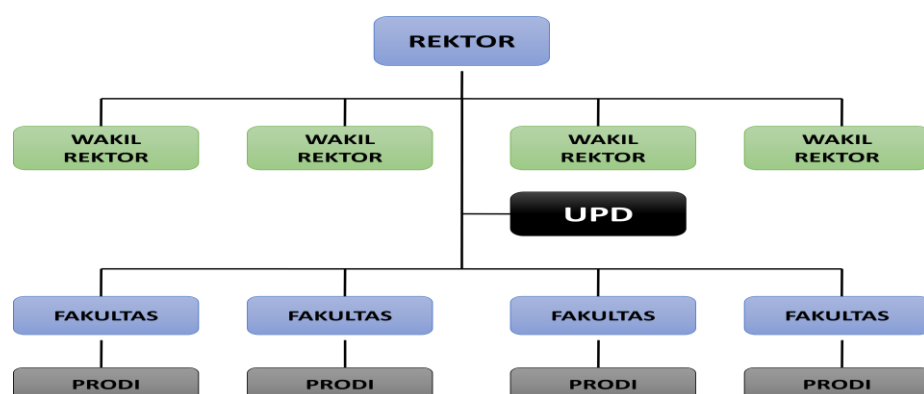 REKTOR
WAKIL
REKTOR
WAKIL
REKTOR
WAKIL
REKTOR
WAKIL
REKTOR
UPD
FAKULTAS
FAKULTAS
FAKULTAS
FAKULTAS
PRODI
PRODI
PRODI
PRODI